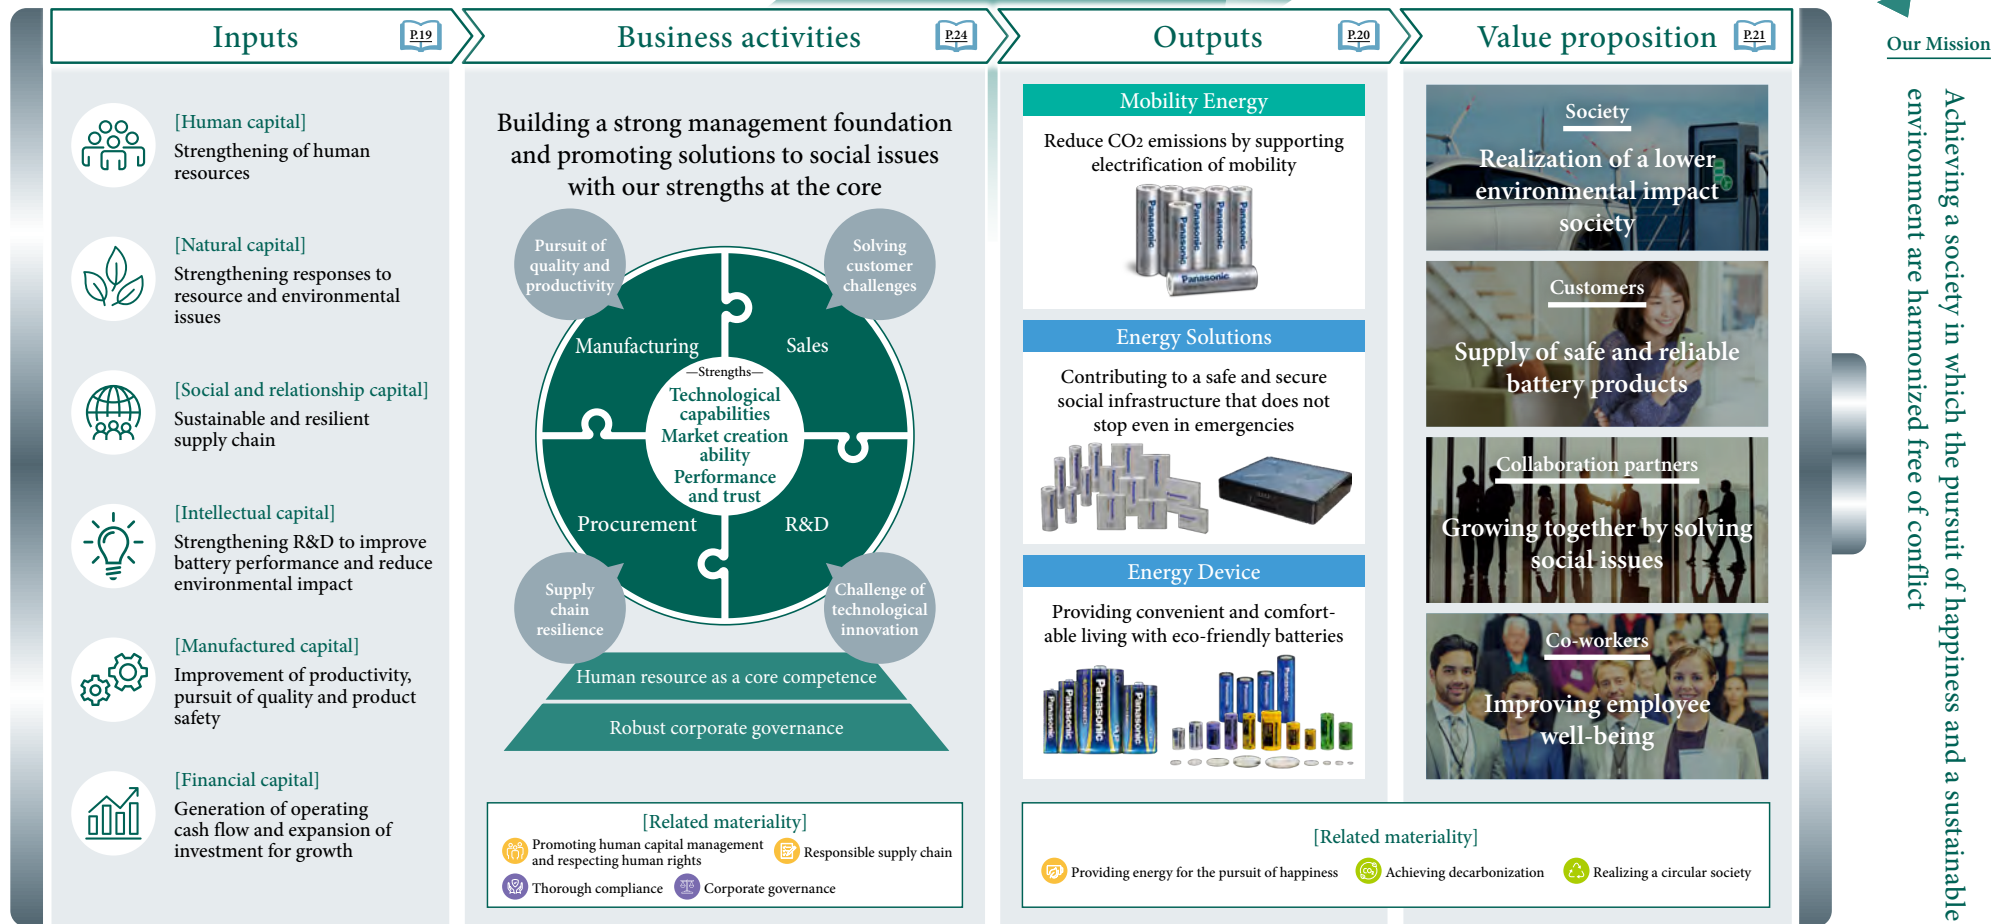 Inputs
P.19
Business activities
P.24
Outputs
P.20
Value proposition
P.21
Our Mission
Achieving a society in which the pursuit of happiness and a sustainable
environment are harmonized free of conflict
[Human capital]
Strengthening of human
resources
[Natural capital]
Strengthening responses to
resource and environmental
issues
[Social and relationship capital]
Sustainable and resilient
supply chain
[Intellectual capital]
Strengthening R&D to improve
battery performance and reduce
environmental impact
[Manufactured capital]
Improvement of productivity,
pursuit of quality and product
safety
[Financial capital]
Generation of operating
cash flow and expansion of
investment for growth
Building a strong management foundation
and promoting solutions to social issues
with our strengths at the core
Pursuit of
quality and
productivity
Solving
customer
challenges
Manufacturing
Sales
—Strengths—
Technological
capabilities
Market creation
ability
Performance
and trust
Procurement
R&D
Supply
chain
resilience
Challenge of
technological
innovation
Human resource as a core competence
Robust corporate governance
[Related materiality]
Promoting human capital management
and respecting human rights
Responsible supply chain
Thorough compliance
Corporate governance
Mobility Energy
Reduce CO2 emissions by supporting
electrification of mobility
Panasonic
Panasonic
Panasonic
Panasonic
Panasonic
Panasonic
Energy Solutions
Contributing to a safe and secure
social infrastructure that does not
stop even in emergencies
Energy Device
Providing convenient and comfort-
able living with eco-friendly batteries
Panasonic
Panasonic
Panasonic
Panasonic
Panasonic
Society
Realization of a lower
environmental impact
society
Customers
Supply of safe and reliable
battery products
Collaboration partners
Growing together by solving
social issues
Co-workers
Improving employee
well-being
[Related materiality]
Providing energy for the pursuit of happiness
CO2
Achieving decarbonization
Realizing a circular society